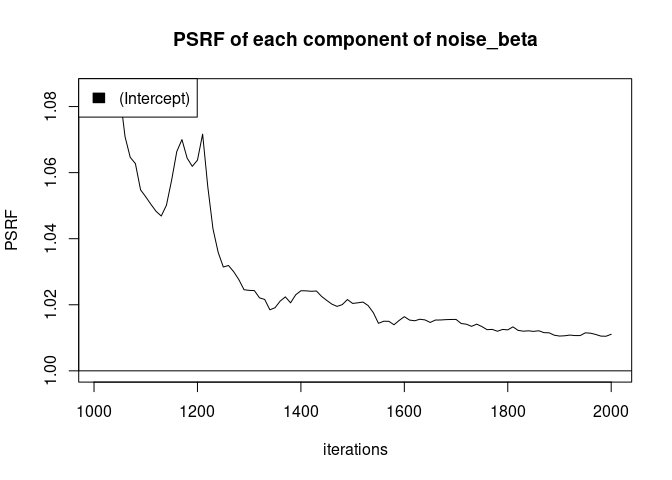 PSRF of each component of noise_beta
(Intercept)
PSRF
1.08
1.06
1.04
1.02
1.00
1000 1200 1400 1600 1800 2000
iterations